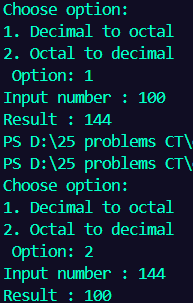 Choose option:
1. Decimal to octal
2. Octal to decimal
Option: 1
Input number : 100
Result : 144
PS D:\25 problems CT\
PS D:\25 problems CT\
Choose option:
1. Decimal to octal
2. Octal to decimal
Option: 2
Input number : 144
Result : 100